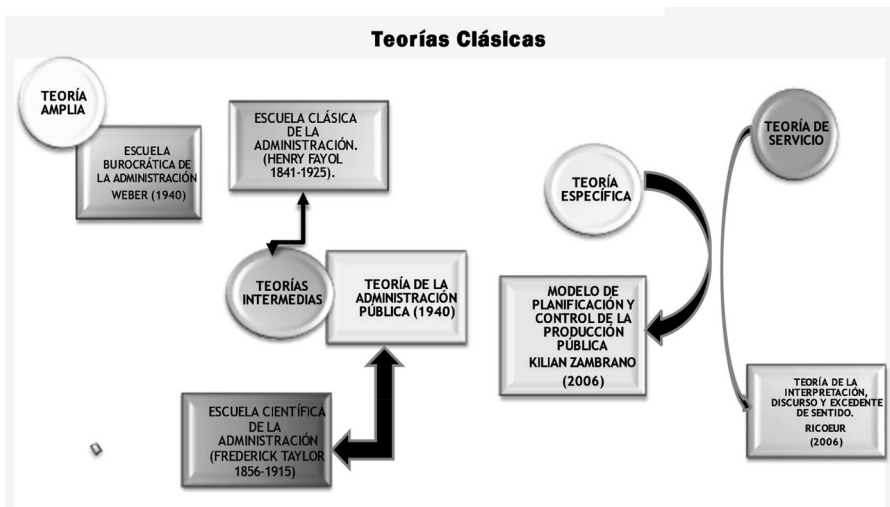 Teorías Clásicas
TEORÍA
AMPLIA
ESCUELA
BUROCRÁTICA DE
LA ADMINISTRACIÓN
WEBER (1940)
ESCUELA CLÁSICA
DE LA
ADMINISTRACIÓN.
(HENRY FAYOL
1841-1925).
TEORÍAS
INTERMEDIAS
TEORÍA DE LA
ADMINISTRACIÓN
PÚBLICA (1940)
ESCUELA CIENTÍFICA
DE LA
ADMINISTRACIÓN
(FREDERICK TAYLOR
1856-1915)
TEORÍA
ESPECÍFICA
MODELO DE
PLANIFICACIÓN Y
CONTROL DE LA
PRODUCCIÓN
PÚBLICA
KILIAN ZAMBRANO
(2006)
TEORÍA DE
SERVICIO
TEORÍA DE LA
INTERPRETACIÓN,
DISCURSO Y EXCEDENTE
DE SENTIDO.
RICOEUR
(2006)